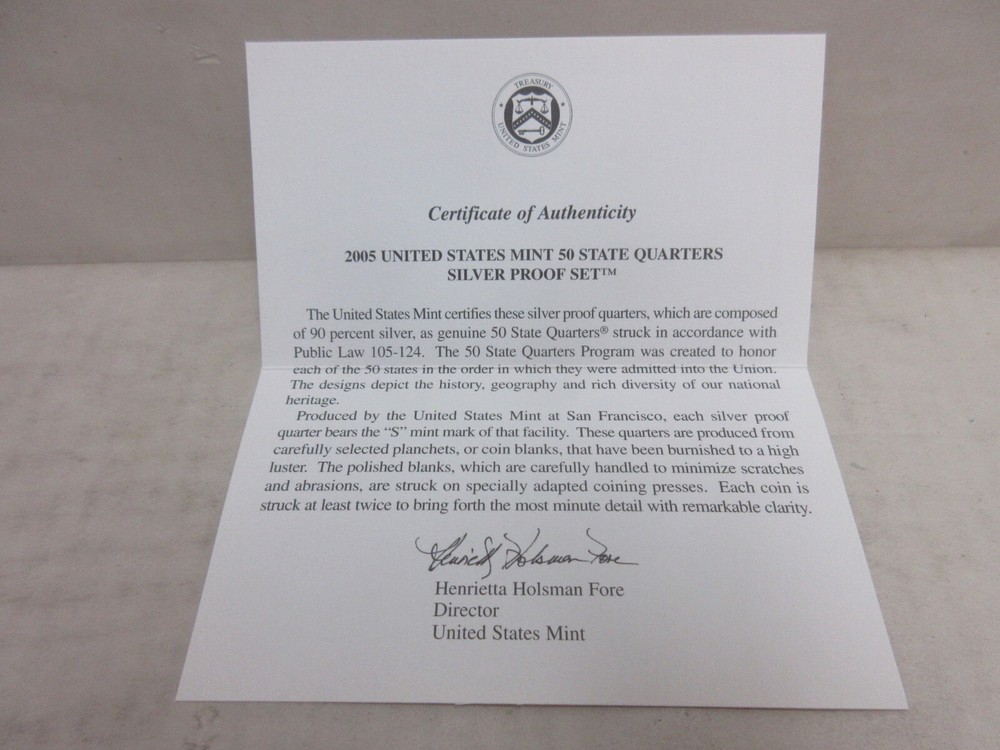 TREASURY
UNITED STATES MINT
Certificate of Authenticity
2005 UNITED STATES MINT 50 STATE QUARTERS
SILVER PROOF SET™
The United States Mint certifies these silver proof quarters, which are composed
of 90 percent silver, as genuine 50 State Quarters® struck in accordance with
Public Law 105-124. The 50 State Quarters Program was created to honor
each of the 50 states in the order in which they were admitted into the Union.
The designs depict the history, geography and rich diversity of our national
heritage.
Produced by the United States Mint at San Francisco, each silver proof
quarter bears the “S” mint mark of that facility. These quarters are produced from
carefully selected planchets, or coin blanks, that have been burnished to a high
luster. The polished blanks, which are carefully handled to minimize scratches
and abrasions, are struck on specially adapted coining presses. Each coin is
struck at least twice to bring forth the most minute detail with remarkable clarity.
Henrietta Holsman Fore
Henrietta Holsman Fore
Director
United States Mint